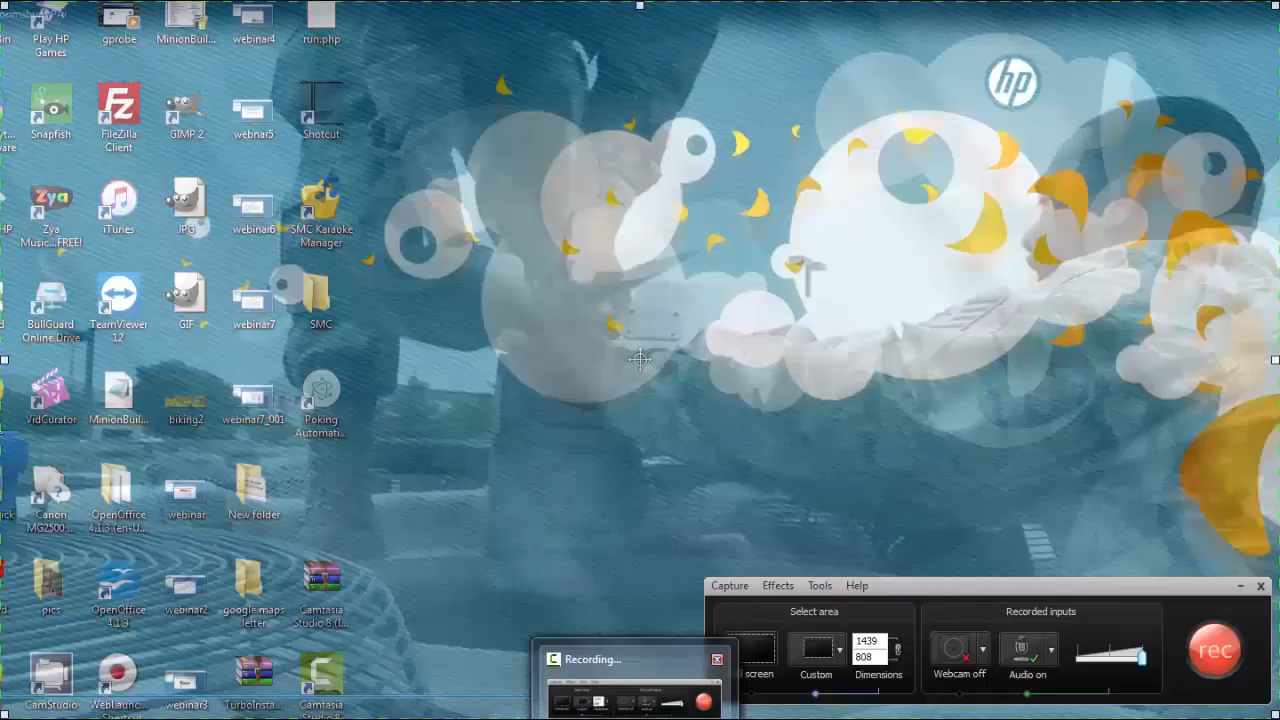 Play HP
Games
gprobe
MinionBuil...
webinar4
run.php
hp
Snapfish
FileZilla
Client
GIMP 2
webinar5
Shotcut
Zya
Zya
Music...FREE!
iTunes
JPG
webinar6
SMC Karaoke
Manager
HP
BullGuard
Online Drive
TeamViewer
12
GIF
webinar7
SMC
VidCurator
MinionBuil...
biking2
webinar7_001
Poking
Automati...
Canon
MG2500 ...
OpenOffice
4.1.3 (en-U...
webinar
New folder
pics
OpenOffice
4.1.3
webinar2
google maps
letter
Camtasia
Studio 8 (I...
CamStudio
WebLaunc...
webinar3
TurboInsta...
Camtasia
Recording...
Capture Effects Tools Help
Select area
Recorded inputs
1439
808
screen
Custom
Dimensions
Webcam off
Audio on
rec